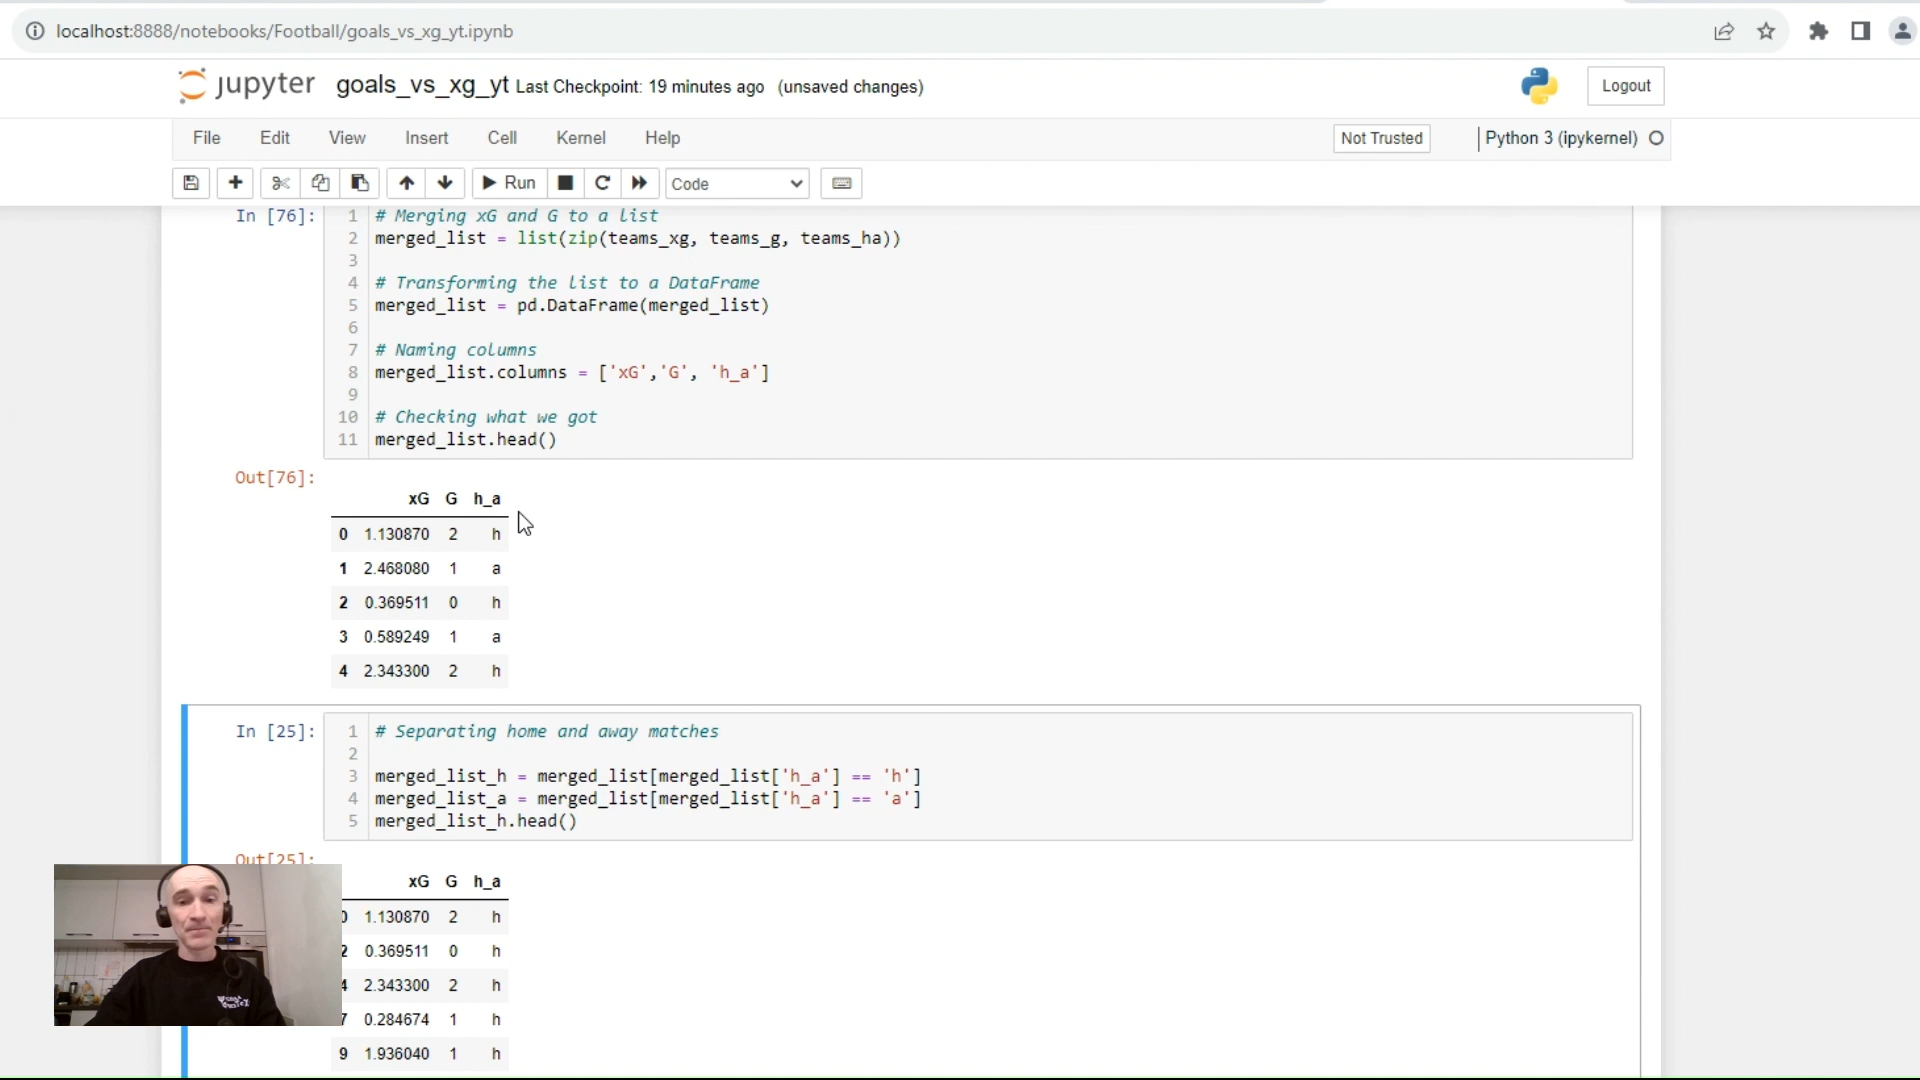 localhost:8888/notebooks/Football/goals_vs_xg_yt.ipynb
jupyter goals_vs_xg_yt Last Checkpoint: 19 minutes ago (unsaved changes) Logout
File Edit View Insert Cell Kernel Help Not Trusted Python 3 (ipykernel)
Run Code
In [76]:
1 # Merging xG and G to a list
2 merged_list = list(zip(teams_xg, teams_g, teams_ha))
3
4 # Transforming the list to a DataFrame
5 merged_list = pd.DataFrame(merged_list)
6
7 # Naming columns
8 merged_list.columns = ['xG','G', 'h_a']
9
10 # Checking what we got
11 merged_list.head()
Out[76]:
xG G h_a
0 1.130870 2 h
1 2.468080 1 a
2 0.369511 0 h
3 0.589249 1 a
4 2.343300 2 h
In [25]:
1 # Separating home and away matches
2
3 merged_list_h = merged_list[merged_list['h_a'] == 'h']
4 merged_list_a = merged_list[merged_list['h_a'] == 'a']
5 merged_list_h.head()
Out[25]:
xG G h_a
0 1.130870 2 h
2 0.369511 0 h
4 2.343300 2 h
7 0.284674 1 h
9 1.936040 1 h